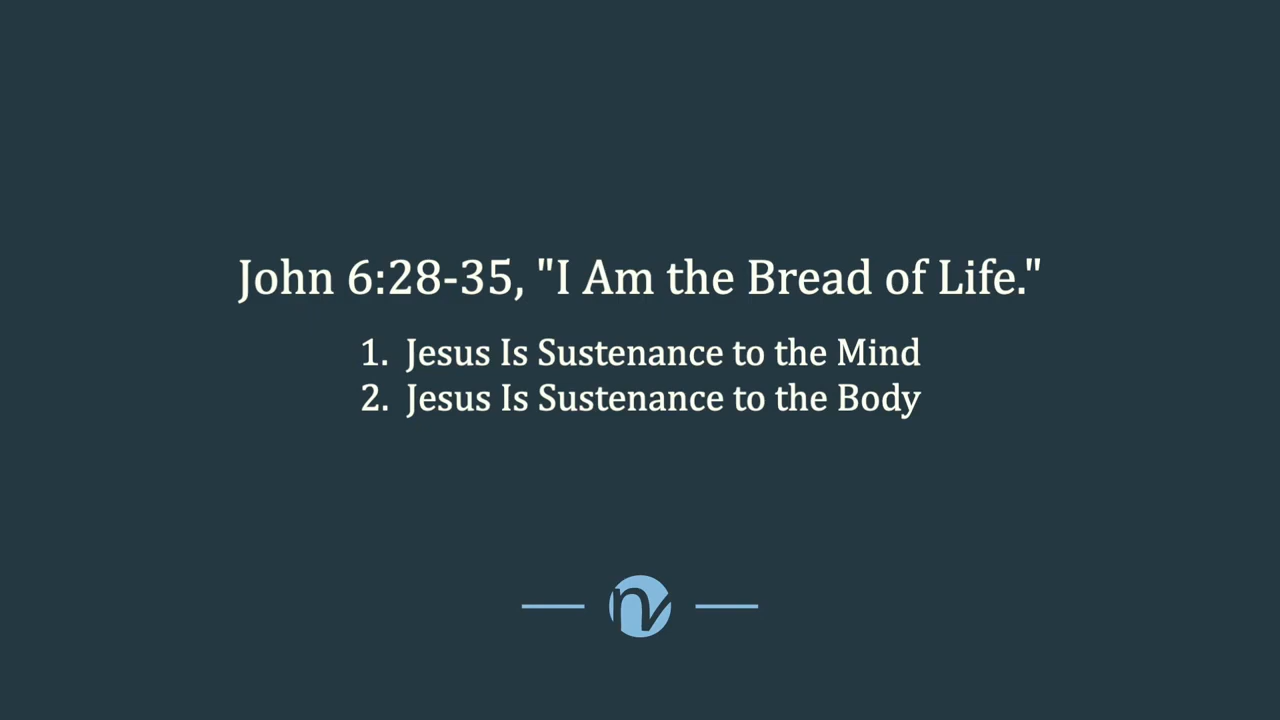 John 6:28-35, "I Am the Bread of Life."
1. Jesus Is Sustenance to the Mind
2. Jesus Is Sustenance to the Body
nv